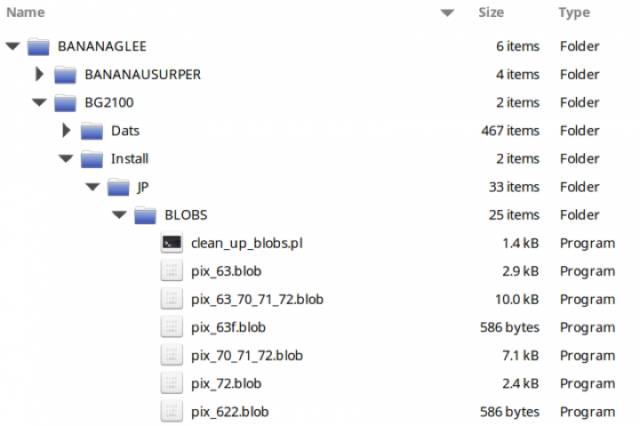 Name Size Type
BANANAGLEE 6 items Folder
BANANAUSURPER 4 items Folder
BG2100 2 items Folder
Dats 467 items Folder
Install 2 items Folder
JP 33 items Folder
BLOBS 25 items Folder
clean_up_blobs.pl 1.4 kB Program
pix_63.blob 2.9 kB Program
pix_63_70_71_72.blob 10.0 kB Program
pix_63f.blob 586 bytes Program
pix_70_71_72.blob 7.1 kB Program
pix_72.blob 2.4 kB Program
pix_622.blob 586 bytes Program